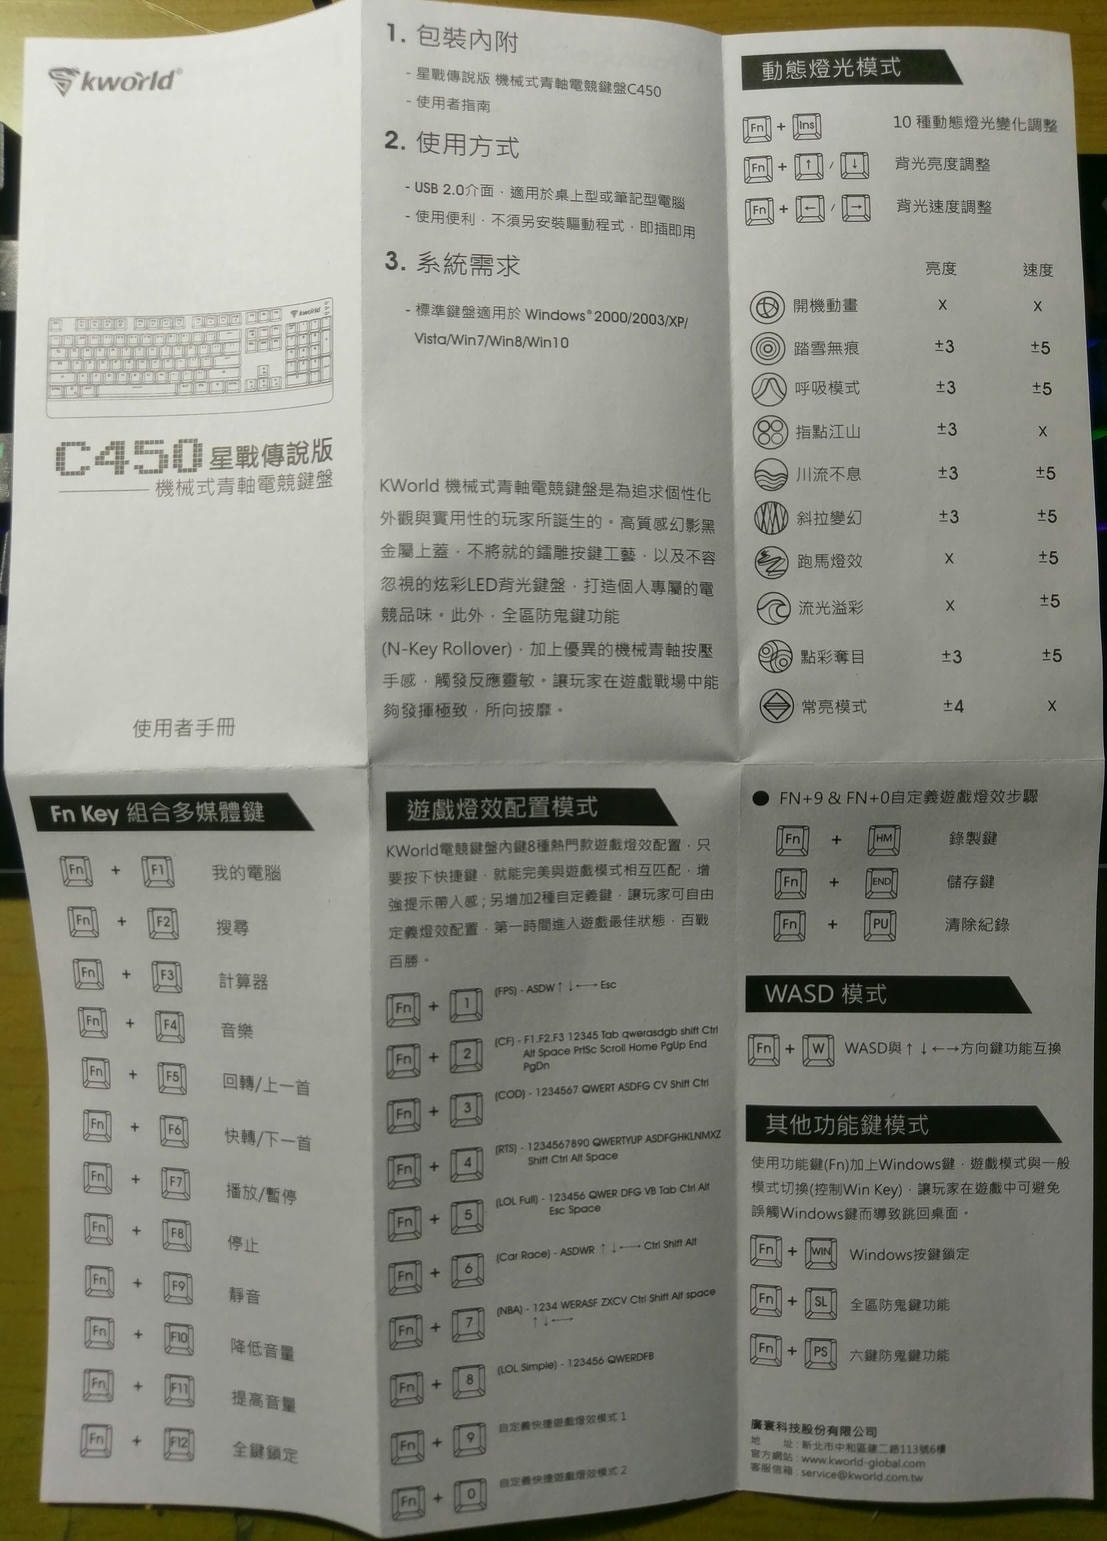 kworld®
kworld
C450 星戰傳說版
機械式青軸電競鍵盤
使用者手冊
1. 包裝內附
- 星戰傳說版 機械式青軸電競鍵盤C450
- 使用者指南
2. 使用方式
- USB 2.0介面，適用於桌上型或筆記型電腦
- 使用便利，不須另安裝驅動程式，即插即用
3. 系統需求
- 標準鍵盤適用於 Windows® 2000/2003/XP/
Vista/Win7/Win8/Win10
KWorld 機械式青軸電競鍵盤是為追求個性化
外觀與實用性的玩家所誕生的。高質感幻影黑
金屬上蓋，不將就的鐳雕按鍵工藝，以及不容
忽視的炫彩LED背光鍵盤，打造個人專屬的電
競品味。此外，全區防鬼鍵功能
(N-Key Rollover)，加上優異的機械青軸按壓
手感，觸發反應靈敏。讓玩家在遊戲戰場中能
夠發揮極致，所向披靡。
動態燈光模式
Fn + Ins 10 種動態燈光變化調整
Fn + ↑ / ↓ 背光亮度調整
Fn + ← / → 背光速度調整
亮度 速度
開機動畫 x x
踏雪無痕 ±3 ±5
呼吸模式 ±3 ±5
指點江山 ±3 x
川流不息 ±3 ±5
斜拉變幻 ±3 ±5
跑馬燈效 x ±5
流光溢彩 x ±5
點彩奪目 ±3 ±5
常亮模式 ±4 x
Fn Key 組合多媒體鍵
Fn + F1 我的電腦
Fn + F2 搜尋
Fn + F3 計算器
Fn + F4 音樂
Fn + F5 回轉/上一首
Fn + F6 快轉/下一首
Fn + F7 播放/暫停
Fn + F8 停止
Fn + F9 靜音
Fn + F10 降低音量
Fn + F11 提高音量
Fn + F12 全鍵鎖定
遊戲燈效配置模式
KWorld電競鍵盤內鍵8種熱門款遊戲燈效配置，只
要按下快捷鍵，就能完美與遊戲模式相互匹配，增
強提示帶入感；另增加2種自定義鍵，讓玩家可自由
定義燈效配置，第一時間進入遊戲最佳狀態，百戰
百勝。
Fn + 1 (FPS) - ASDW ↑ ↓ ← → Esc
Fn + 2 (CF) - F1.F2.F3 12345 Tab qwerasdgb shift Ctrl
Alt Space PrtSc Scroll Home PgUp End
PgDn
Fn + 3 (COD) - 1234567 QWERT ASDFG CV Shift Ctrl
Fn + 4 (RTS) - 1234567890 QWERTYUP ASDFGHKLNMXZ
Shift Ctrl Alt Space
Fn + 5 (LOL Full) - 123456 QWER DFG VB Tab Ctrl Alt
Esc Space
Fn + 6 (Car Race) - ASDWR ↑ ↓ ← → Ctrl Shift Alt
Fn + 7 (NBA) - 1234 WERASF ZXCV Ctrl Shift Alt space
↑ ↓ ← →
Fn + 8 (LOL Simple) - 123456 QWERDFB
Fn + 9 自定義快捷遊戲燈效模式 1
Fn + 0 自定義快捷遊戲燈效模式 2
● FN+9 & FN+0自定義遊戲燈效步驟
Fn + HM 錄製鍵
Fn + END 儲存鍵
Fn + PU 清除紀錄
WASD 模式
Fn + W WASD與↑ ↓ ← →方向鍵功能互換
其他功能鍵模式
使用功能鍵(Fn)加上Windows鍵，遊戲模式與一般
模式切換(控制Win Key)，讓玩家在遊戲中可避免
誤觸Windows鍵而導致跳回桌面。
Fn + WIN Windows按鍵鎖定
Fn + SL 全區防鬼鍵功能
Fn + PS 六鍵防鬼鍵功能
廣寰科技股份有限公司
地 址：新北市中和區建二路113號6樓
官方網站：www.kworld-global.com
客服信箱：service@kworld.com.tw